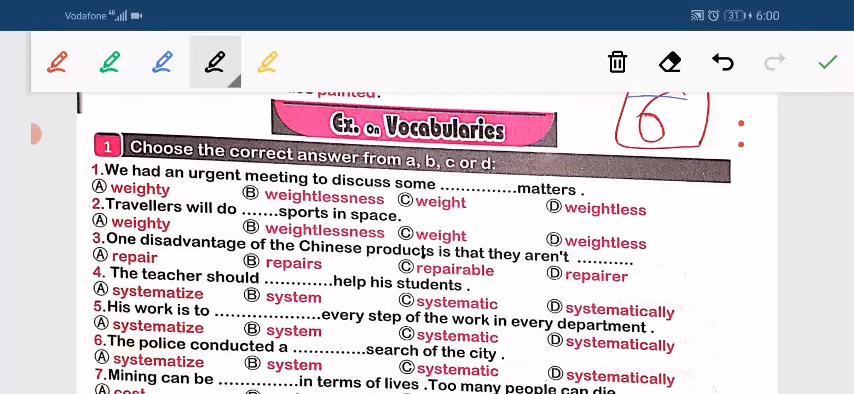 Vodafone 4G 31 6:00
painted.
6
Ex. on Vocabularies
1 Choose the correct answer from a, b, c or d:
1.We had an urgent meeting to discuss some ...............matters .
A weighty B weightlessness C weight D weightless
2.Travellers will do .......sports in space.
A weighty B weightlessness C weight D weightless
3.One disadvantage of the Chinese products is that they aren't ...........
A repair B repairs C repairable D repairer
4. The teacher should .............help his students .
A systematize B system C systematic D systematically
5.His work is to ....................every step of the work in every department .
A systematize B system C systematic D systematically
6.The police conducted a ..............search of the city .
A systematize B system C systematic D systematically
7.Mining can be ...............in terms of lives .Too many people can die
A cost